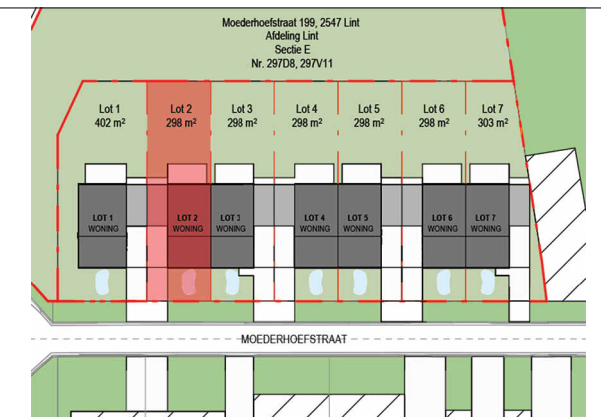 Moederhoefstraat 199, 2547 Lint
Afdeling Lint
Sectie E
Nr. 297D8, 297V11
Lot 1
402 m²
Lot 2
298 m²
Lot 3
298 m²
Lot 4
298 m²
Lot 5
298 m²
Lot 6
298 m²
Lot 7
303 m²
LOT 1
WONING
LOT 2
WONING
LOT 3
WONING
LOT 4
WONING
LOT 5
WONING
LOT 6
WONING
LOT 7
WONING
MOEDERHOEFSTRAAT